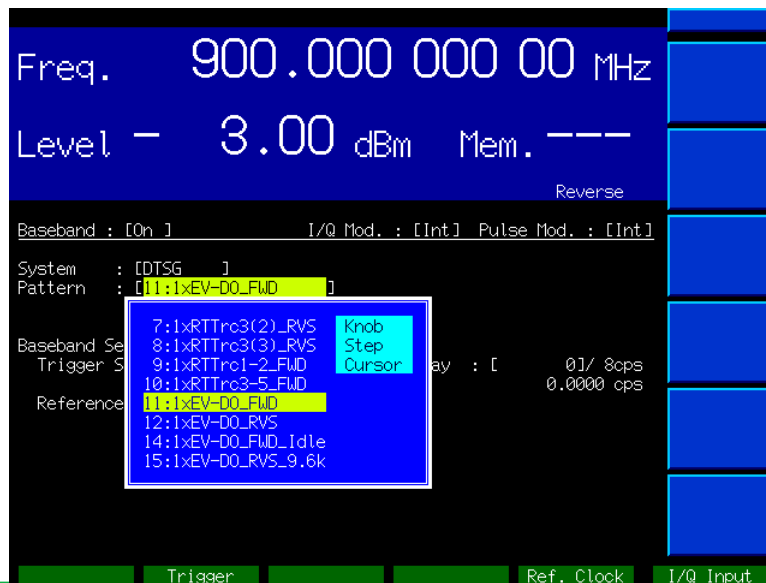 Freq. 900.000 000 00 MHz
Level - 3.00 dBm Mem. ---
Reverse
Baseband : [On ] I/Q Mod. : [Int] Pulse Mod. : [Int]
System : [DTSG ]
Pattern : [11:1xEV-DO_FWD ]
7:1xRTTrc3(2)_RVS Knob
Baseband Se 8:1xRTTrc3(3)_RVS Step
Trigger S 9:1xRTTrc1-2_FWD Cursor ay : [ 0]/ 8cps
10:1xRTTrc3-5_FWD 0.0000 cps
Reference 11:1xEV-DO_FWD
12:1xEV-DO_RVS
14:1xEV-DO_FWD_Idle
15:1xEV-DO_RVS_9.6k
Trigger Ref. Clock I/Q Input